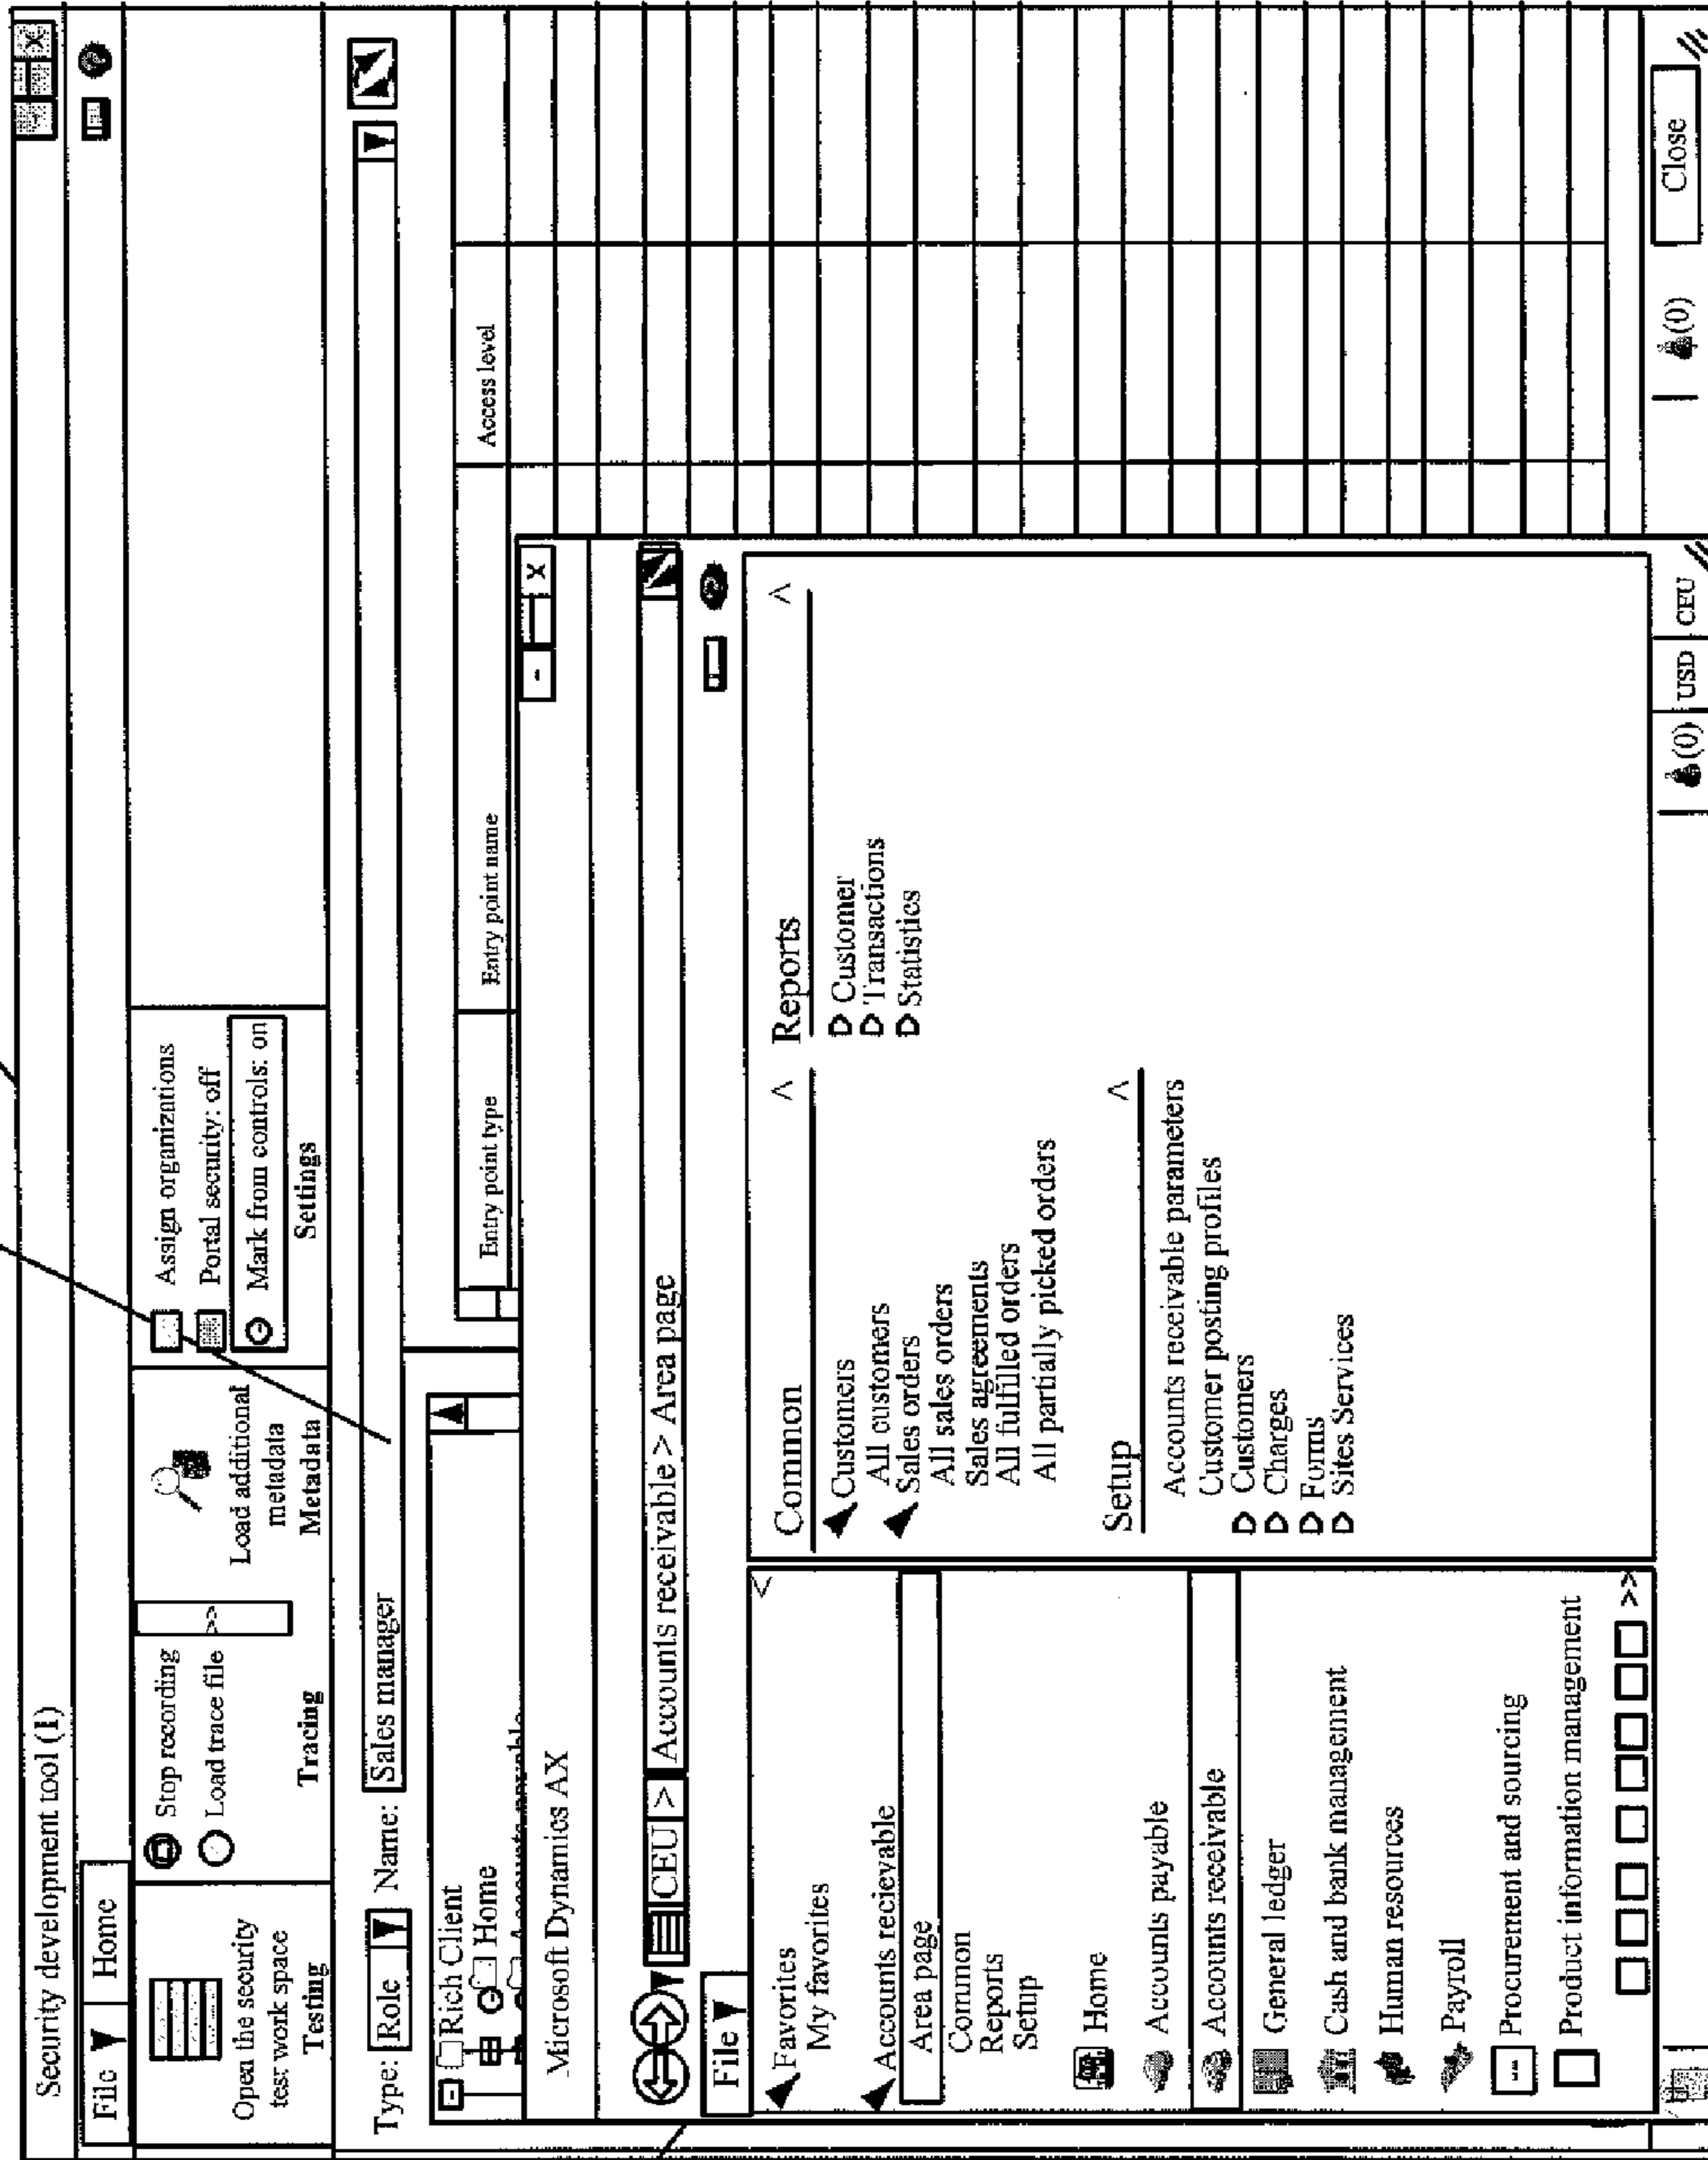 Security development tool (1)
X
File Home
Open the security
test work space
Testing
Stop recording
Load trace file
>>
Tracing
Load additional
metadata
Metadata
Assign organizations
Portal security: off
Mark from controls: on
Settings
Type: Role Name: Sales manager
Rich Client
Home
Accounts payable
Entry point type Entry point name Access level
Microsoft Dynamics AX
- X
CEU > Accounts receivable > Area page
File
Favorites
My favorites
Accounts recievable
Area page
Common
Reports
Setup
Home
Accounts payable
Accounts receivable
General ledger
Cash and bank management
Human resources
Payroll
Procurement and sourcing
Product information management
>>
Common
Customers
All customers
Sales orders
All sales orders
Sales agreements
All fulfilled orders
All partially picked orders
Setup
Accounts receivable parameters
Customer posting profiles
Customers
Charges
Forms
Sites Services
Reports
Customer
Transactions
Statistics
(0) USD CEU
(0) Close